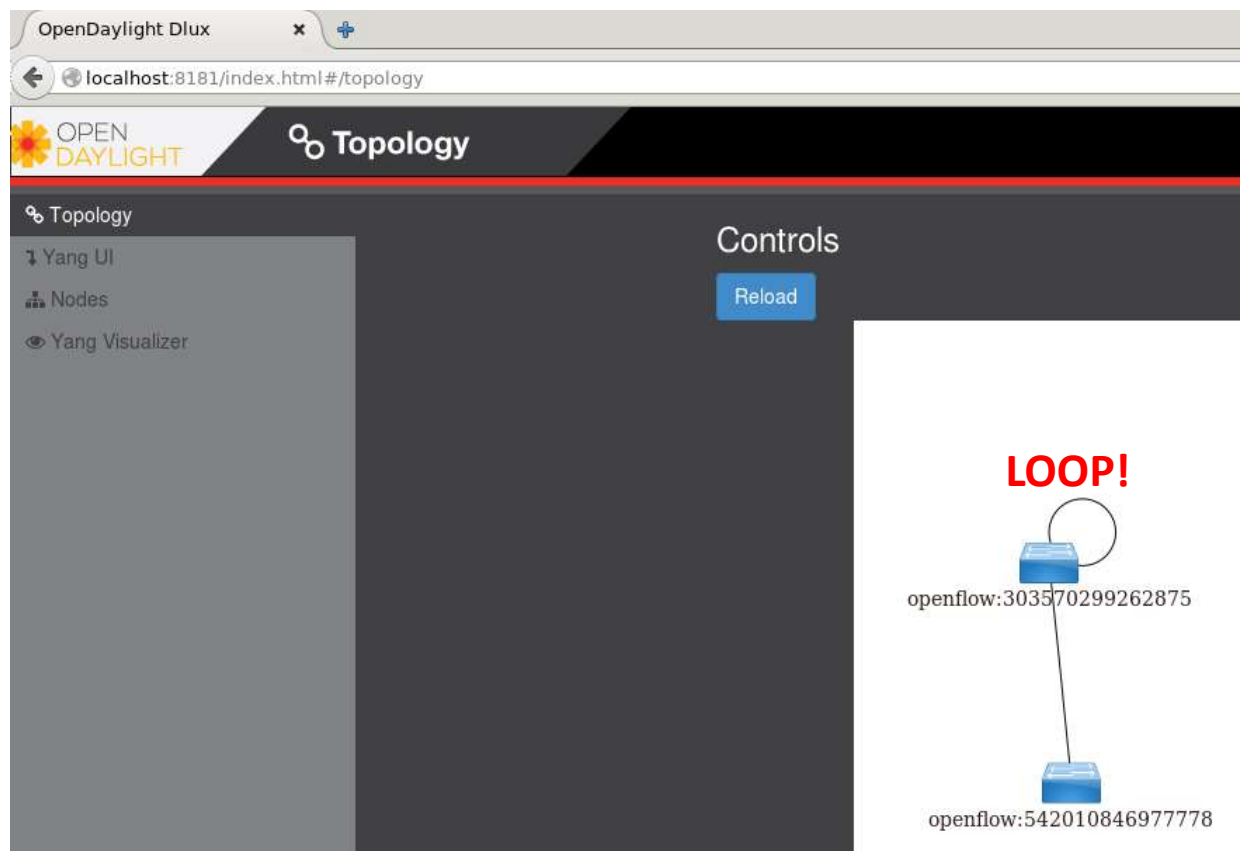 OpenDaylight Dlux
localhost:8181/index.html#/topology
OPEN
DAYLIGHT
Topology
Topology
Yang UI
Nodes
Yang Visualizer
Controls
Reload
LOOP!
openflow:303570299262875
openflow:542010846977778